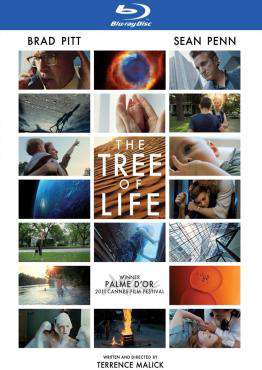 Blu-ray Disc
BRAD PITT
SEAN PENN
THE
TREE
OF
LIFE
WINNER
PALME D'OR
2011 CANNES FILM FESTIVAL
WRITTEN AND DIRECTED BY
TERRENCE MALICK